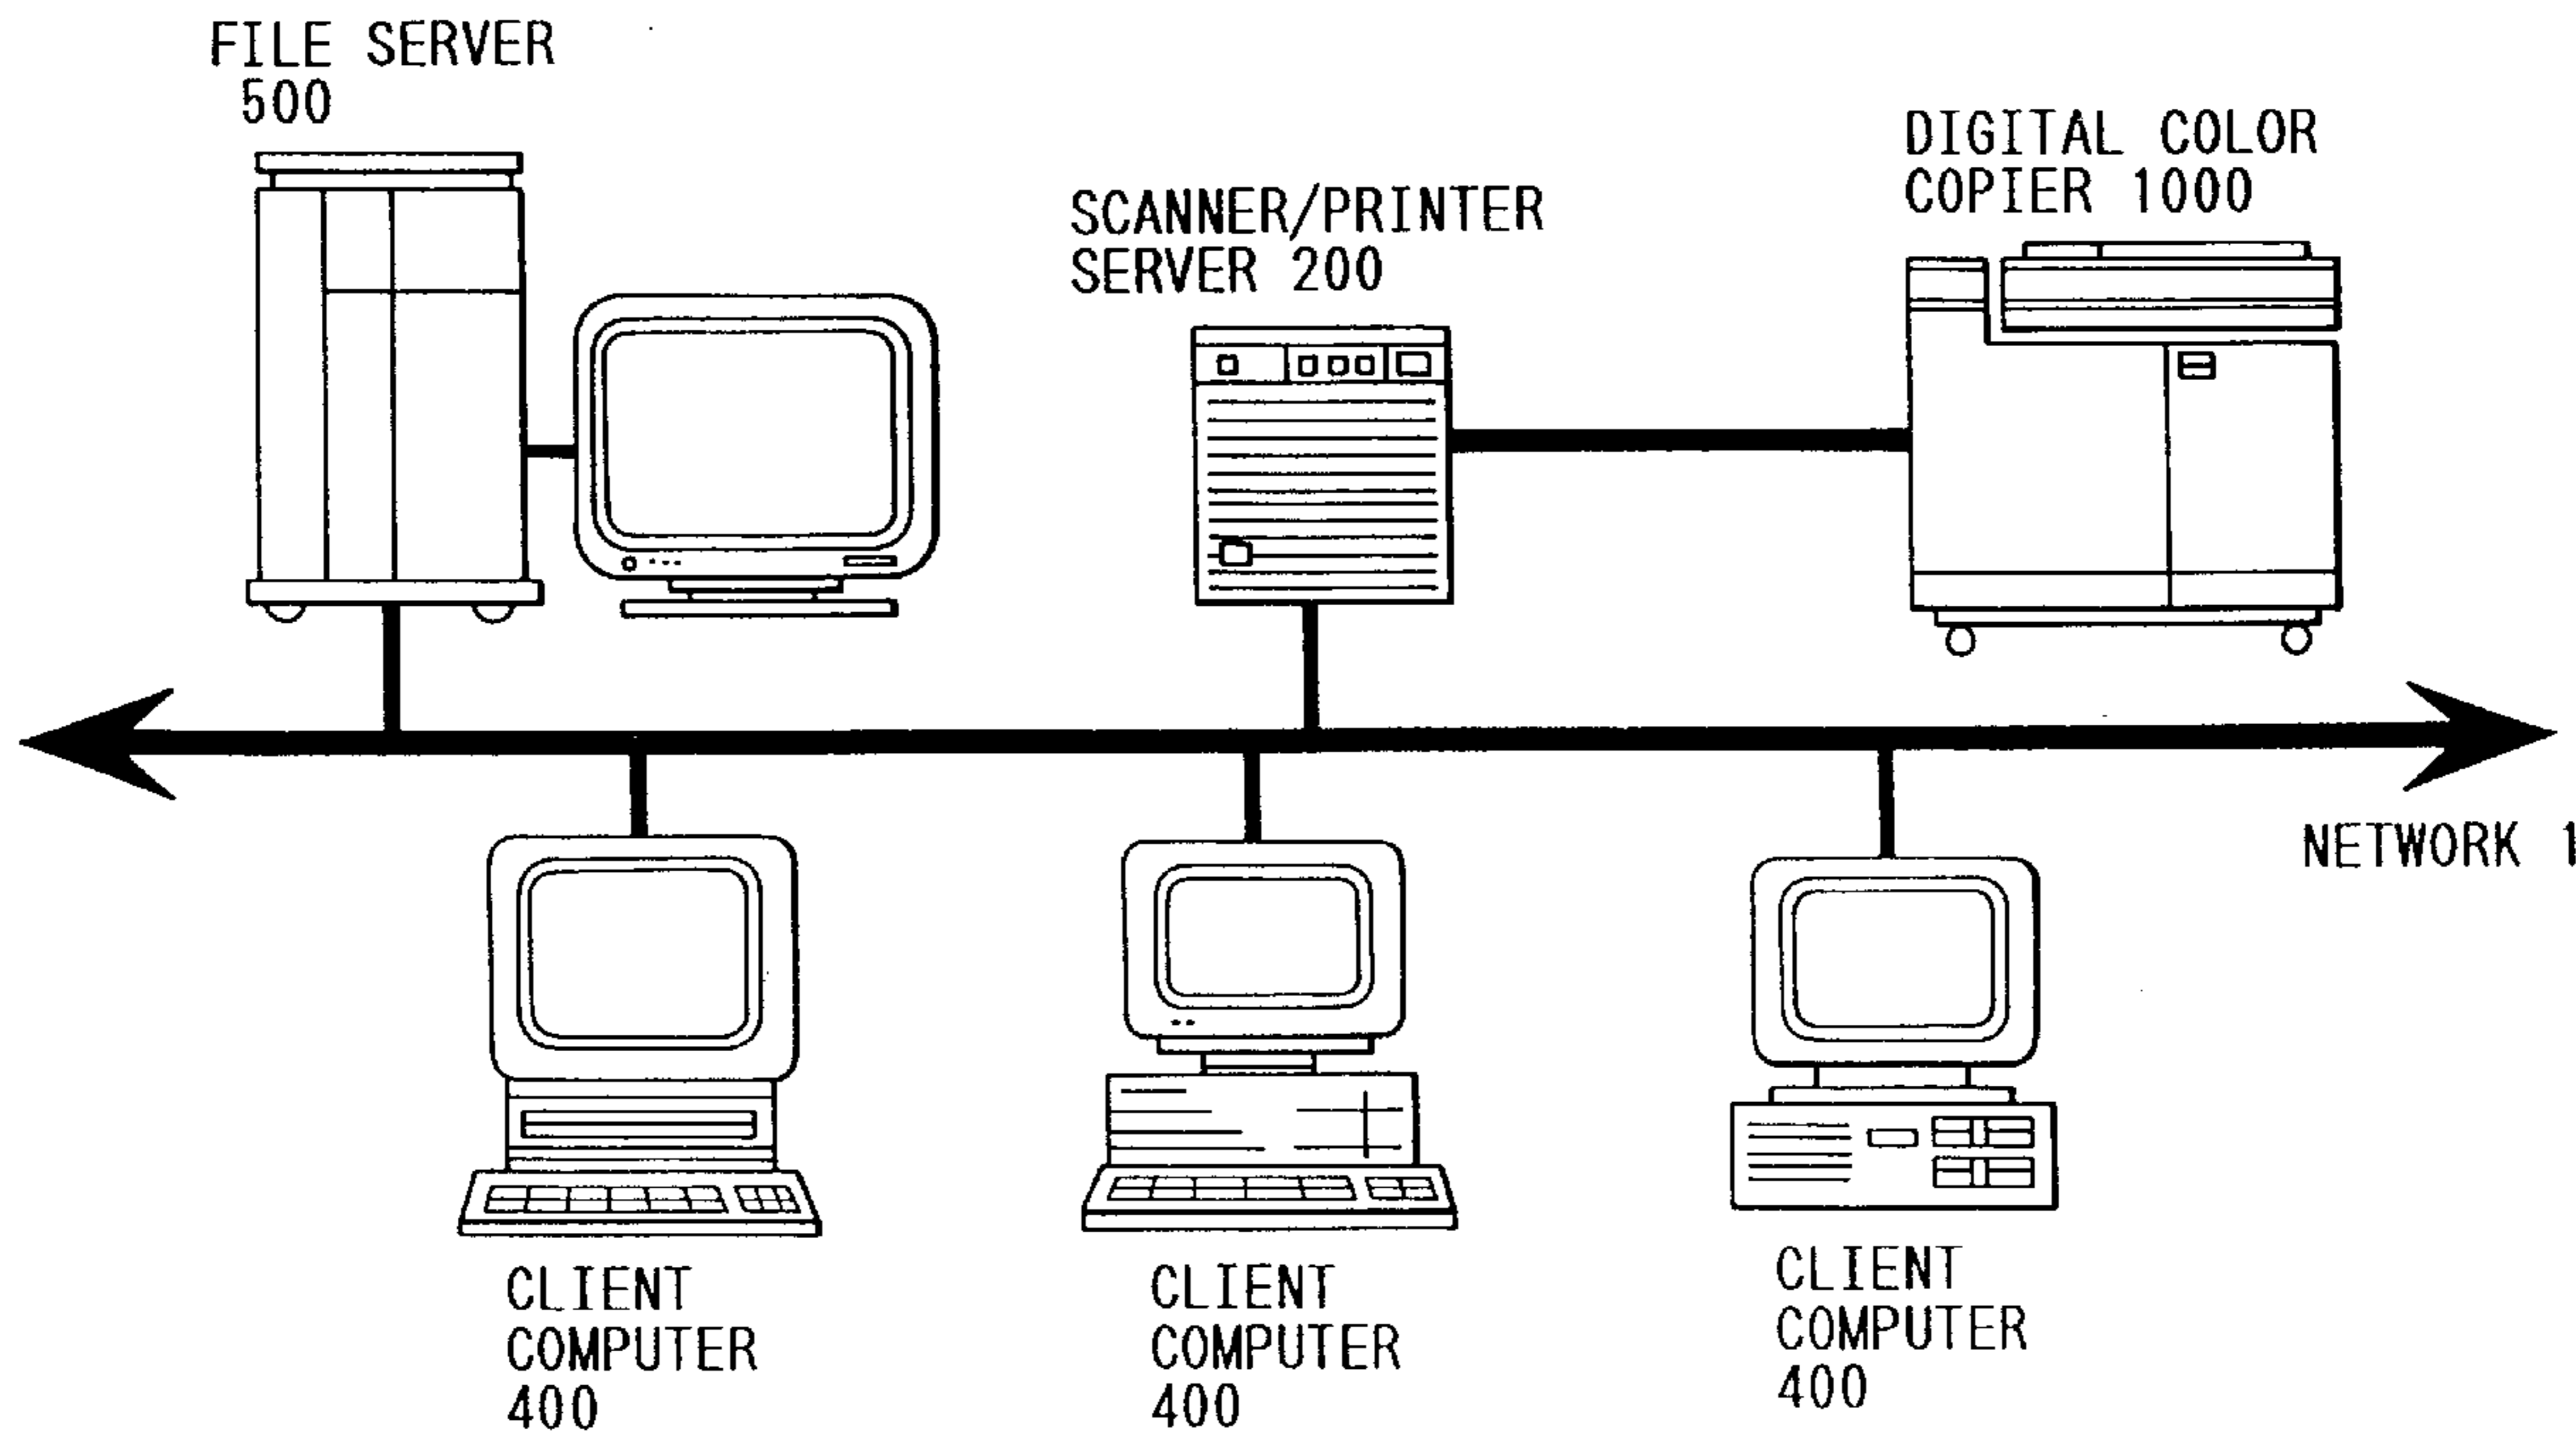 FILE SERVER
500
SCANNER/PRINTER
SERVER 200
DIGITAL COLOR
COPIER 1000
NETWORK 1
CLIENT
COMPUTER
400
CLIENT
COMPUTER
400
CLIENT
COMPUTER
400